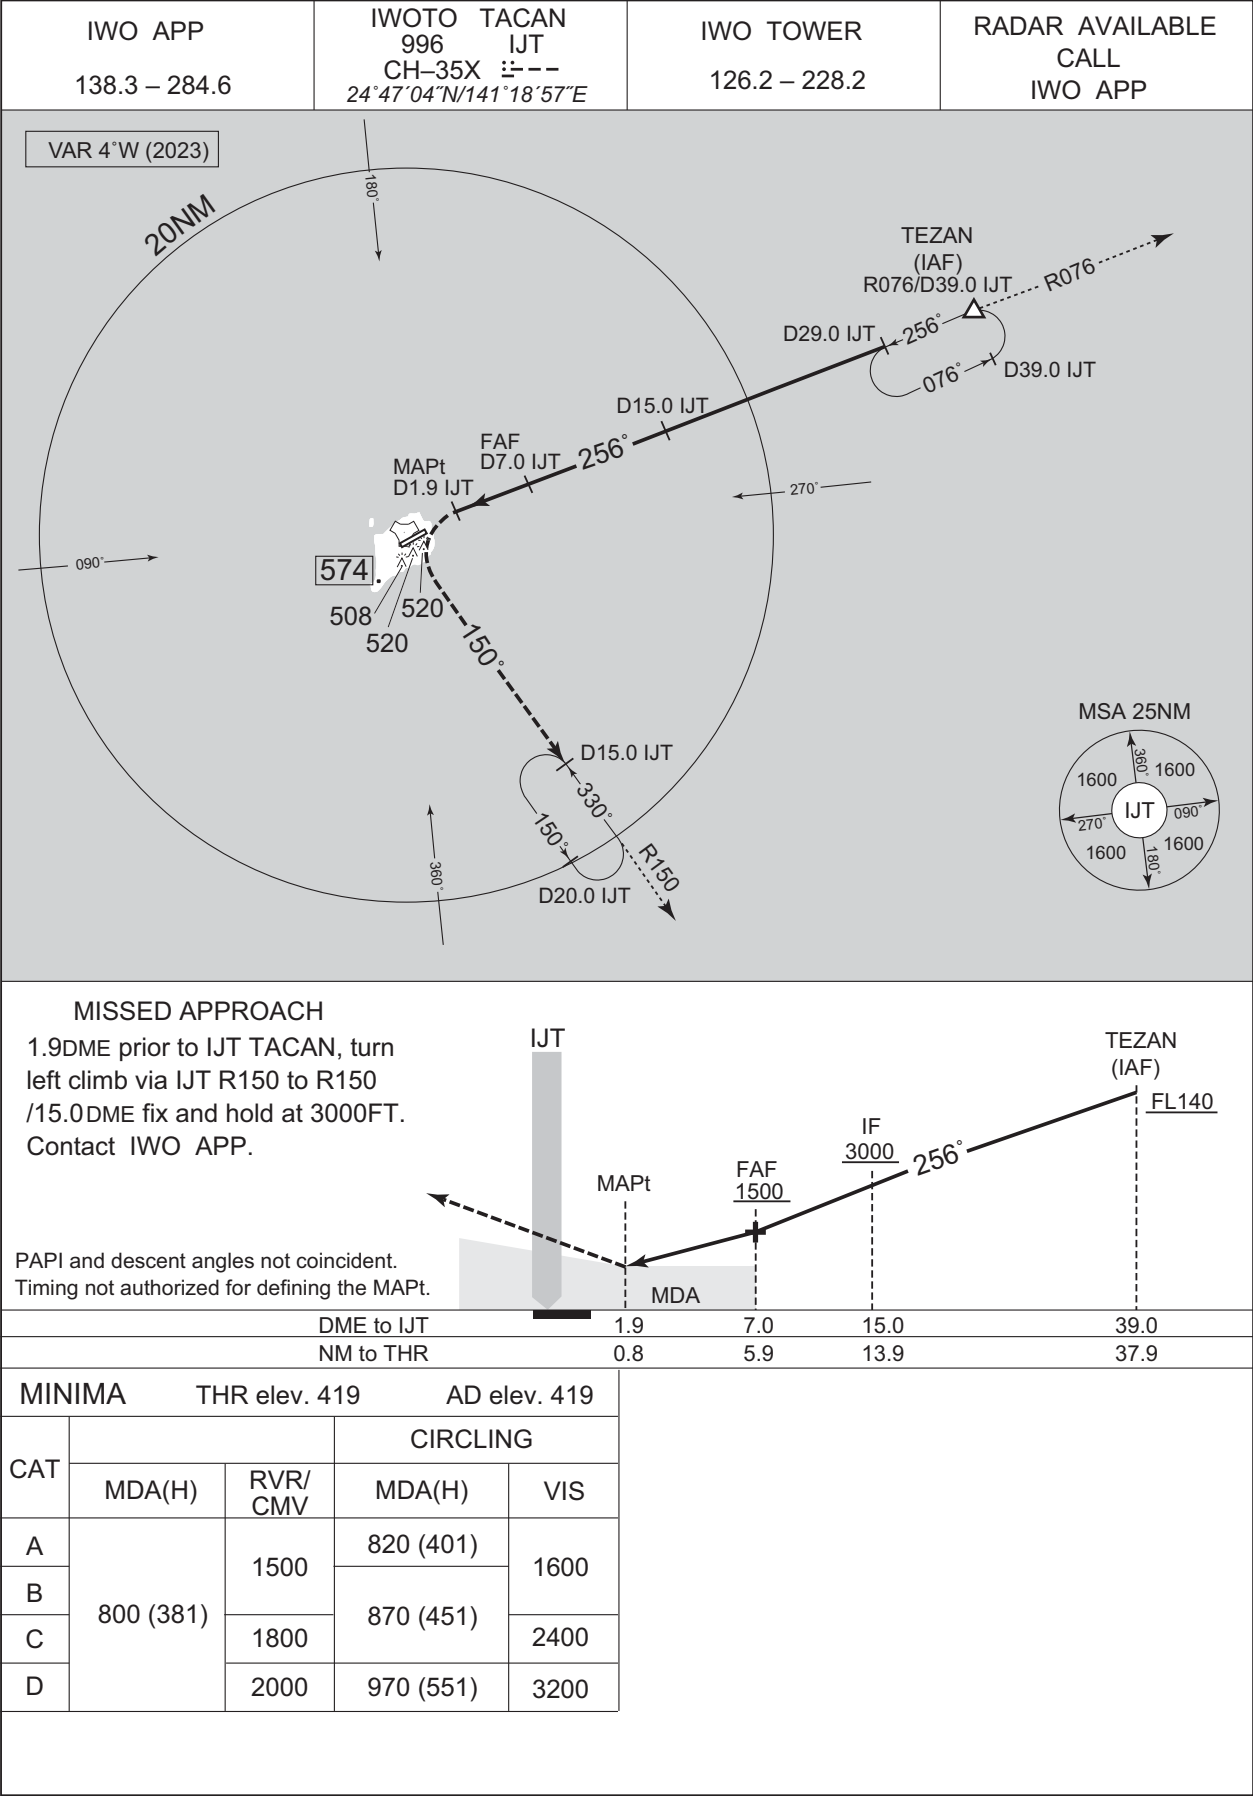 IWO APP
138.3 – 284.6
IWOTO TACAN
996 IJT
CH–35X
24˚47´04˝N/141˚18´57˝E
IWO TOWER
126.2 – 228.2
RADAR AVAILABLE
CALL
IWO APP
VAR 4˚W (2023)
20NM
180˚
TEZAN
(IAF)
R076/D39.0 IJT
R076
D29.0 IJT
256˚
076˚
D39.0 IJT
D15.0 IJT
FAF
D7.0 IJT
256˚
MAPt
D1.9 IJT
270˚
090˚
574
508
520
520
150˚
D15.0 IJT
330˚
150˚
R150
D20.0 IJT
360˚
MSA 25NM
1600
360˚
1600
IJT
270˚
090˚
1600
180˚
1600
MISSED APPROACH
1.9DME prior to IJT TACAN, turn
left climb via IJT R150 to R150
/15.0DME fix and hold at 3000FT.
Contact IWO APP.
PAPI and descent angles not coincident.
Timing not authorized for defining the MAPt.
IJT
MAPt
FAF
1500
IF
3000
256˚
TEZAN
(IAF)
FL140
MDA
DME to IJT 1.9 7.0 15.0 39.0
NM to THR 0.8 5.9 13.9 37.9
MINIMA THR elev. 419 AD elev. 419
CAT
CIRCLING
MDA(H) RVR/CMV MDA(H) VIS
A 800 (381) 1500 820 (401) 1600
B 870 (451)
C 1800 2400
D 2000 970 (551) 3200